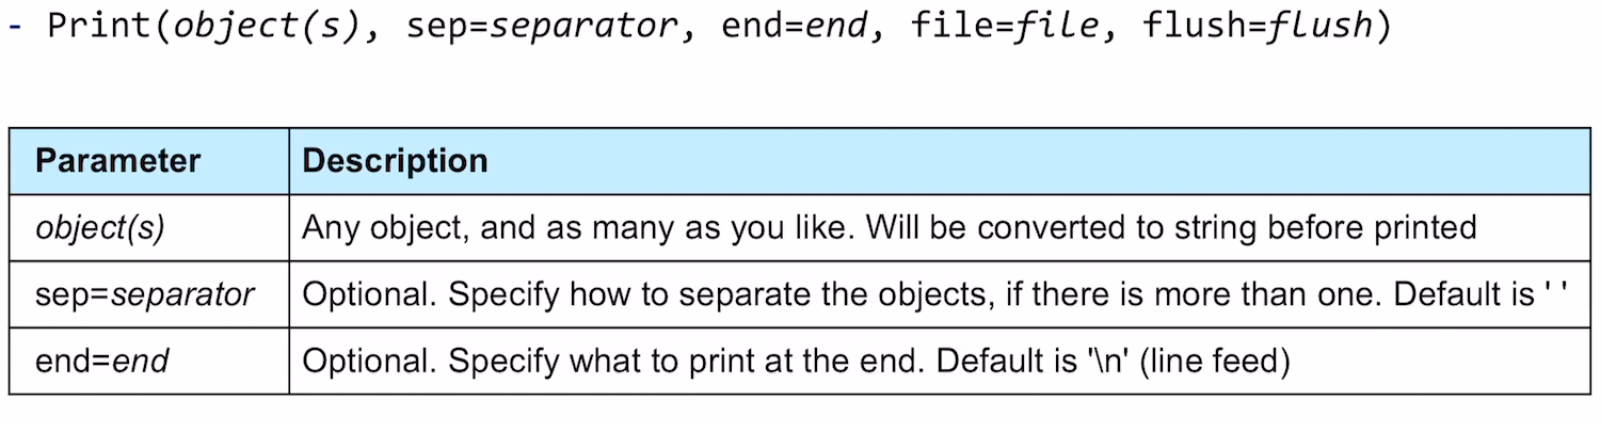 - Print(object(s), sep=separator, end=end, file=file, flush=flush)
Parameter Description
object(s) Any object, and as many as you like. Will be converted to string before printed
sep=separator Optional. Specify how to separate the objects, if there is more than one. Default is ' '
end=end Optional. Specify what to print at the end. Default is '\n' (line feed)